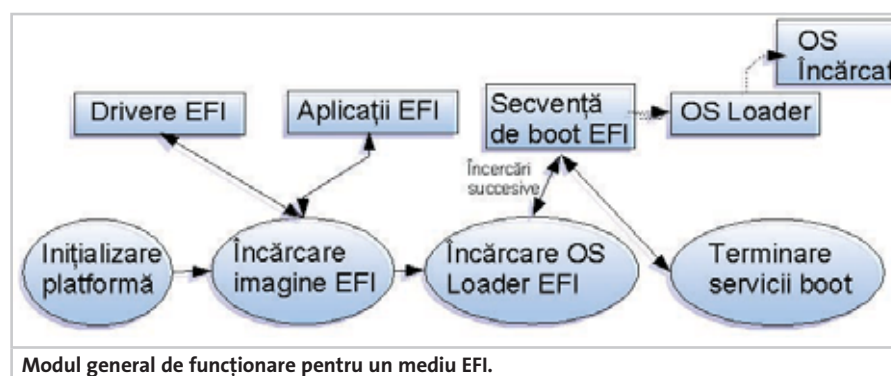 OS
Încărcat
Drivere EFI
Aplicații EFI
Secvență
de boot EFI
OS Loader
Încercări
succesive
Inițializare
platformă
Încărcare
imagine EFI
Încărcare OS
Loader EFI
Terminare
servicii boot
Modul general de funcționare pentru un mediu EFI.